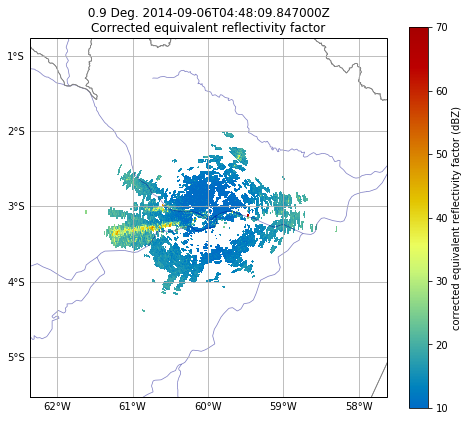 0.9 Deg. 2014-09-06T04:48:09.847000Z
Corrected equivalent reflectivity factor
1°S
2°S
3°S
4°S
5°S
62°W
61°W
60°W
59°W
58°W
70
60
50
40
30
20
10
corrected equivalent reflectivity factor (dBZ)